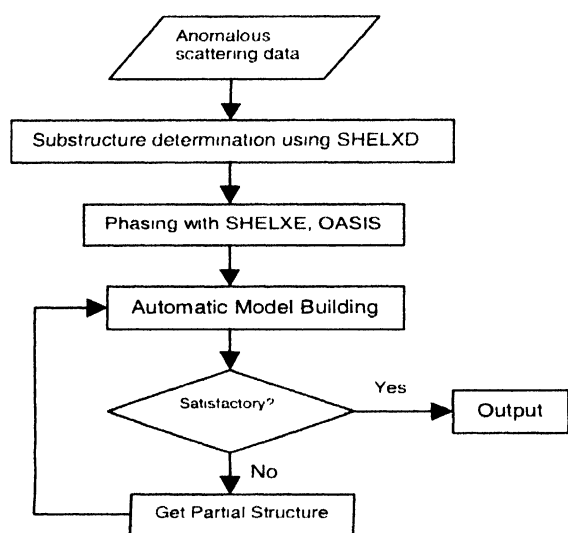 Anomalous
scattering data
Substructure determination using SHELXD
Phasing with SHELXE, OASIS
Automatic Model Building
Satisfactory?
Yes
Output
No
Get Partial Structure